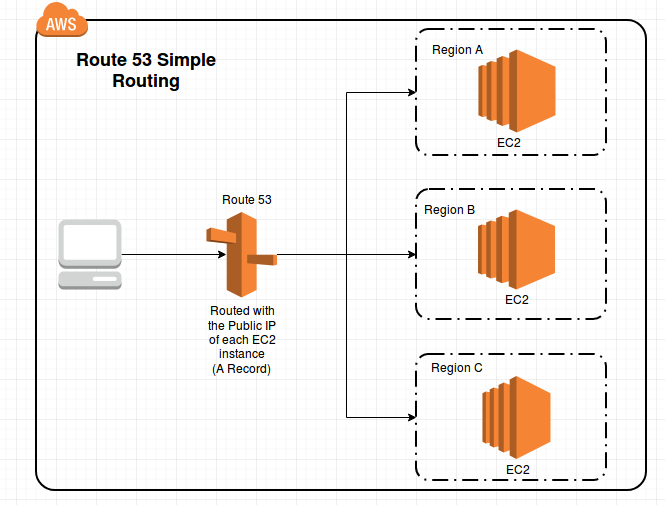 AWS
Route 53 Simple
Routing
Region A
EC2
Route 53
Region B
EC2
Routed with
the Public IP
of each EC2
instance
(A Record)
Region C
EC2